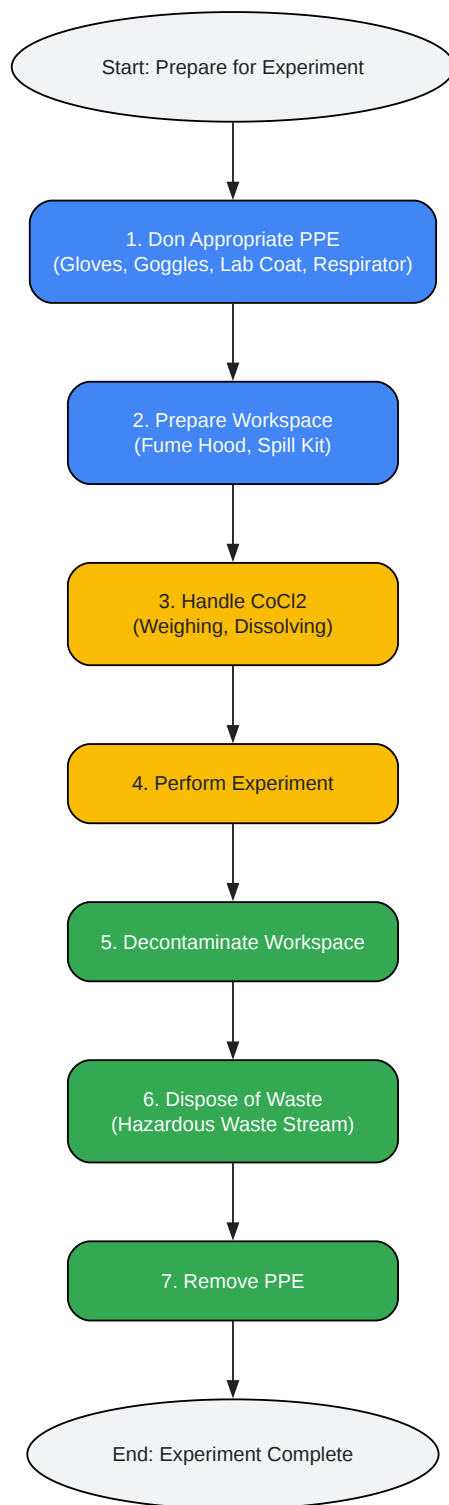 Start: Prepare for Experiment
1. Don Appropriate PPE
(Gloves, Goggles, Lab Coat, Respirator)
2. Prepare Workspace
(Fume Hood, Spill Kit)
3. Handle CoCl2
(Weighing, Dissolving)
4. Perform Experiment
5. Decontaminate Workspace
6. Dispose of Waste
(Hazardous Waste Stream)
7. Remove PPE
End: Experiment Complete